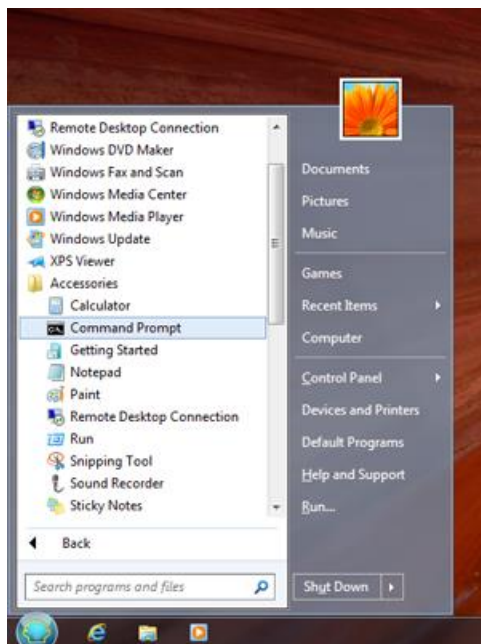 Remote Desktop Connection
Windows DVD Maker
Windows Fax and Scan
Windows Media Center
Windows Media Player
Windows Update
XPS Viewer
Accessories
Calculator
Command Prompt
Getting Started
Notepad
Paint
Remote Desktop Connection
Run
Snipping Tool
Sound Recorder
Sticky Notes
Back
Search programs and files
Documents
Pictures
Music
Games
Recent Items
Computer
Control Panel
Devices and Printers
Default Programs
Help and Support
Run...
Shut Down